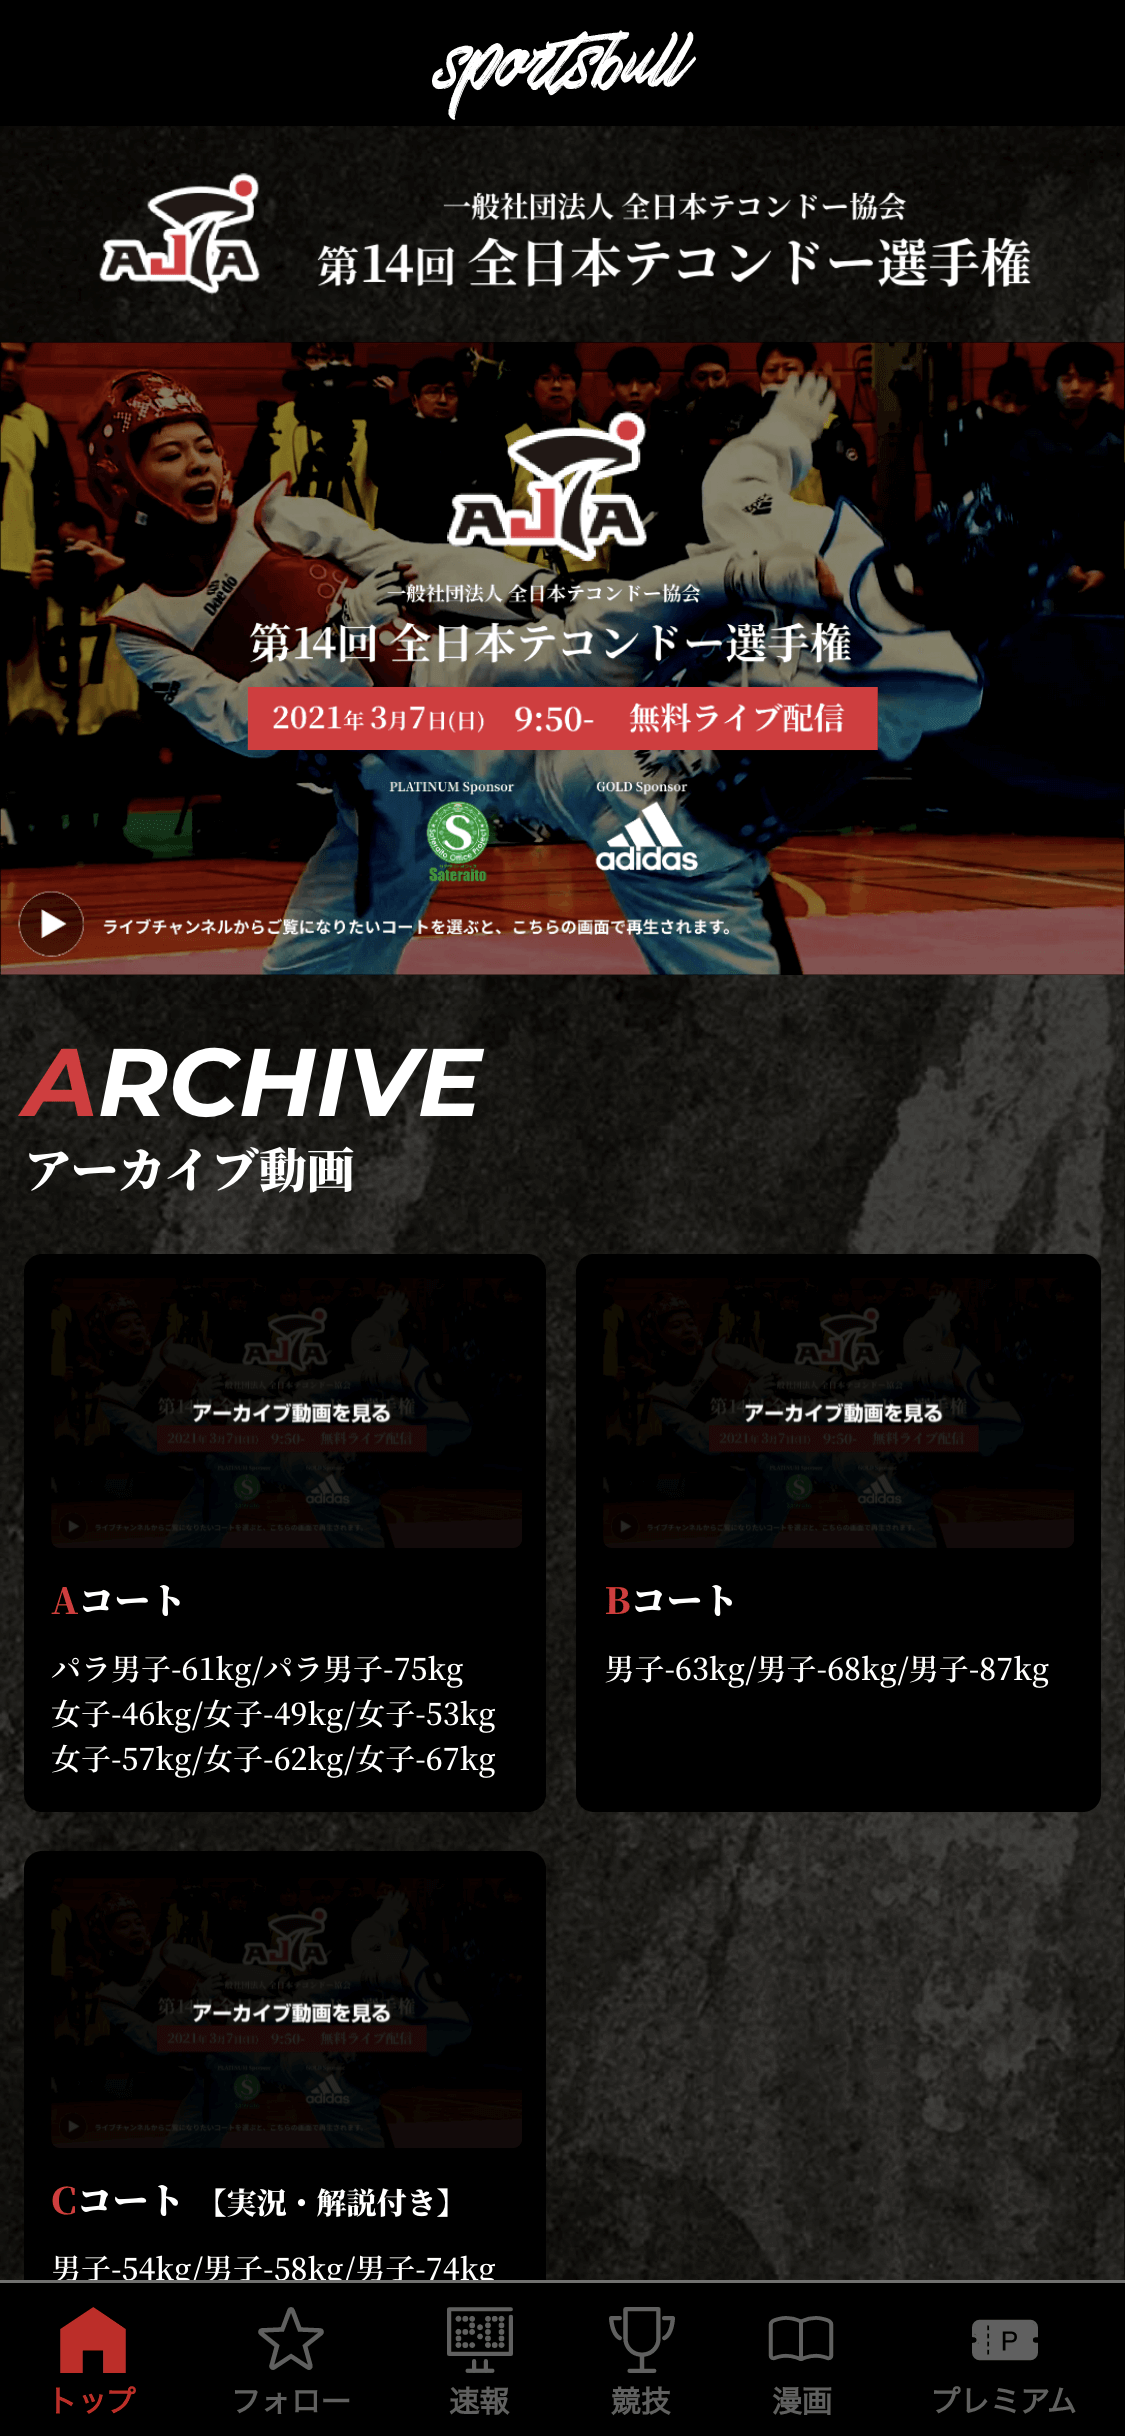 sportsbull
AJTA
一般社団法人 全日本テコンドー協会
第14回 全日本テコンドー選手権
Daedo
AJTA
一般社団法人 全日本テコンドー協会
第14回 全日本テコンドー選手権
2021年 3月7日(日) 9:50- 無料ライブ配信
PLATINUM Sponsor GOLD Sponsor
S
Sateraito Office Project
Sateraito
adidas
ライブチャンネルからご覧になりたいコートを選ぶと、こちらの画面で再生されます。
ARCHIVE
アーカイブ動画
アーカイブ動画を見る
Aコート
パラ男子-61kg/パラ男子-75kg
女子-46kg/女子-49kg/女子-53kg
女子-57kg/女子-62kg/女子-67kg
アーカイブ動画を見る
Bコート
男子-63kg/男子-68kg/男子-87kg
アーカイブ動画を見る
Cコート 【実況・解説付き】
男子-54kg/男子-58kg/男子-74kg
トップ フォロー 速報 競技 漫画 プレミアム